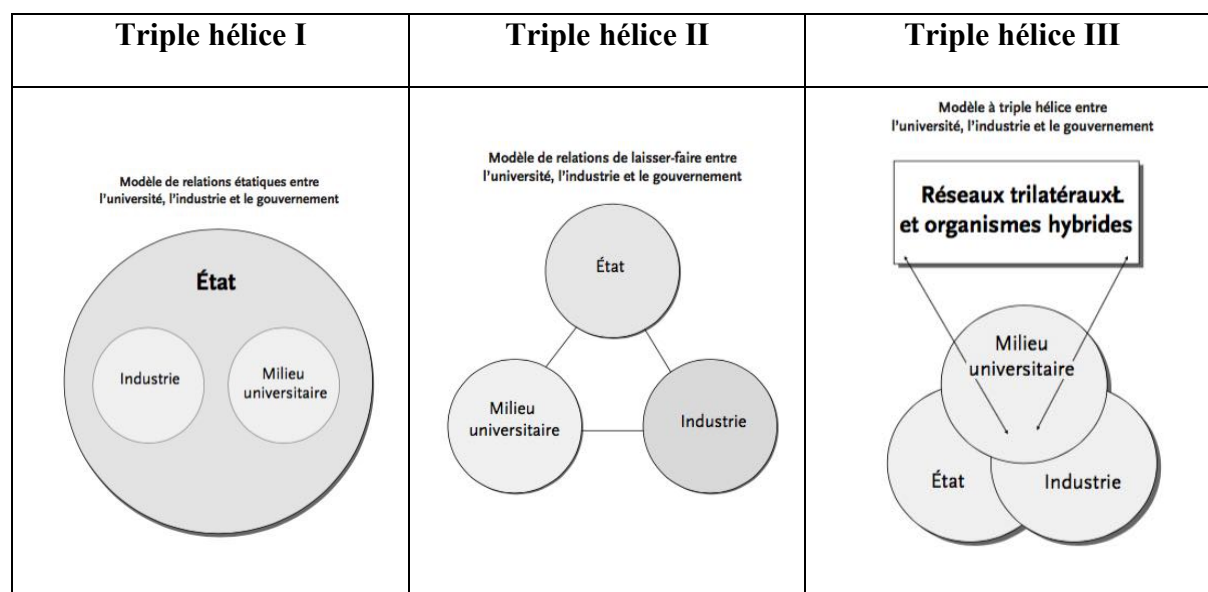 Triple hélice I
Triple hélice II
Triple hélice III
Modèle de relations étatiques entre
l'université, l'industrie et le gouvernement
État
Industrie
Milieu
universitaire
Modèle de relations de laisser-faire entre
l'université, l'industrie et le gouvernement
État
Milieu
universitaire
Industrie
Modèle à triple hélice entre
l'université, l'industrie et le gouvernement
Réseaux trilatérauxŁ
et organismes hybrides
Milieu
universitaire
État
Industrie